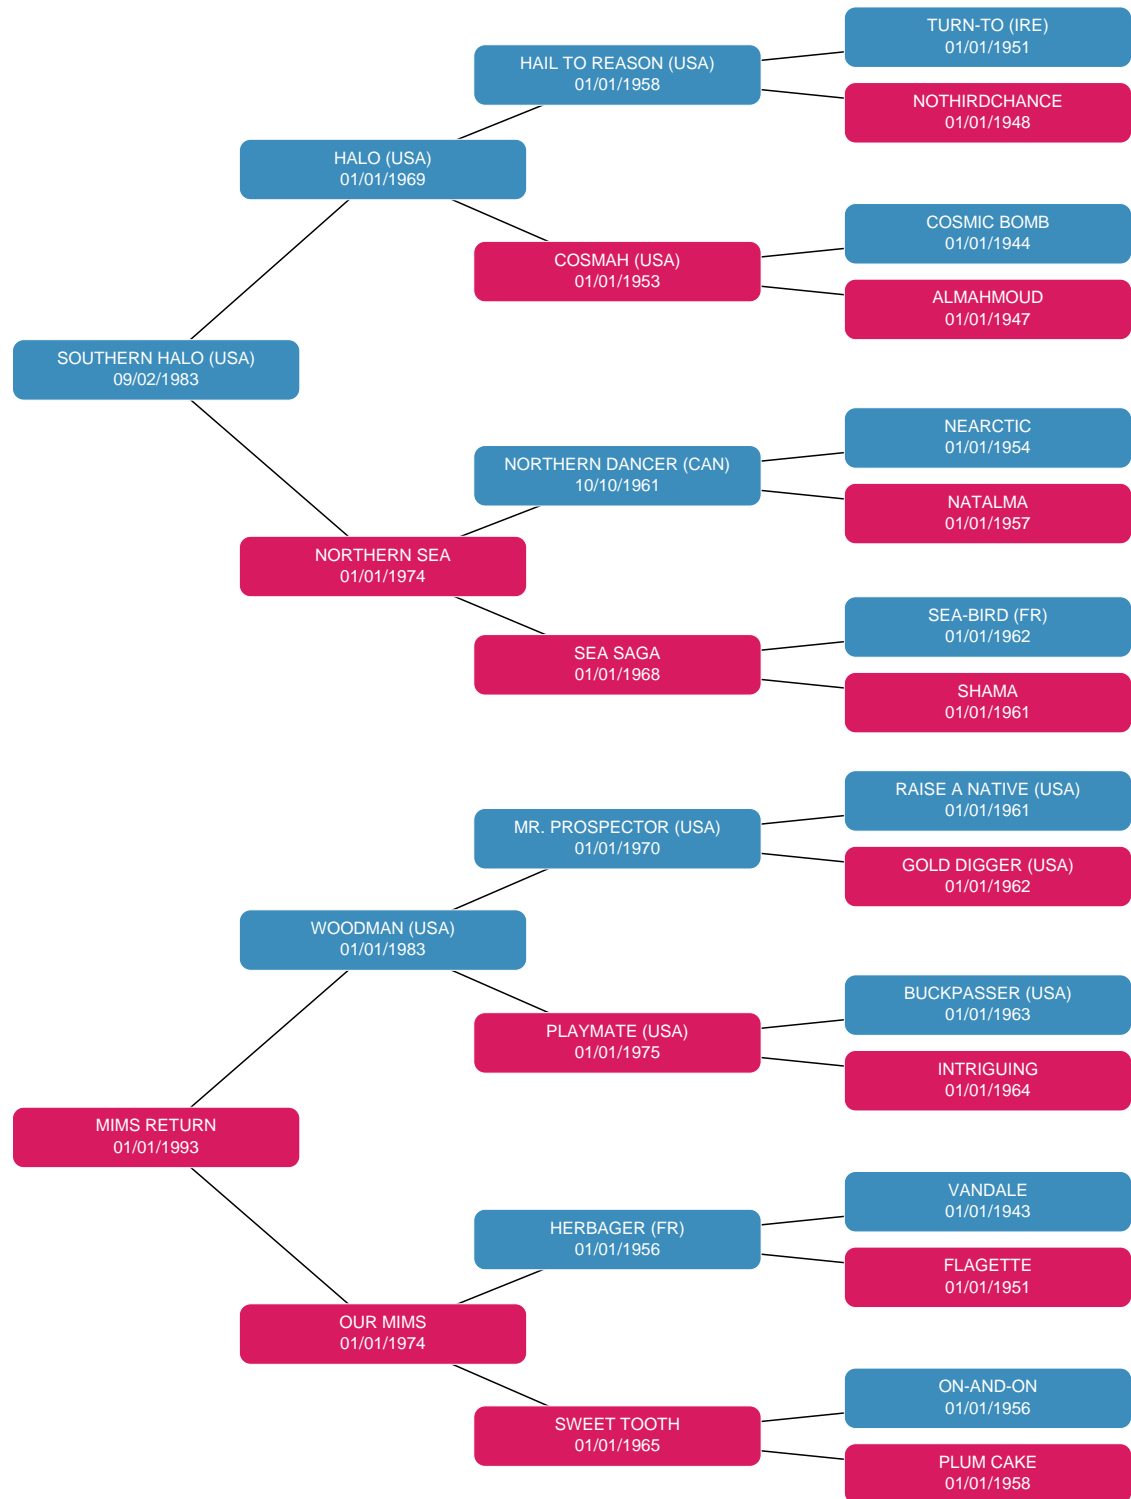 TURN-TO (IRE)
01/01/1951
HAIL TO REASON (USA)
01/01/1958
NOTHIRDCHANCE
01/01/1948
HALO (USA)
01/01/1969
COSMIC BOMB
01/01/1944
COSMAH (USA)
01/01/1953
ALMAHMOUD
01/01/1947
SOUTHERN HALO (USA)
09/02/1983
NEARCTIC
01/01/1954
NORTHERN DANCER (CAN)
10/10/1961
NATALMA
01/01/1957
NORTHERN SEA
01/01/1974
SEA-BIRD (FR)
01/01/1962
SEA SAGA
01/01/1968
SHAMA
01/01/1961
RAISE A NATIVE (USA)
01/01/1961
MR. PROSPECTOR (USA)
01/01/1970
GOLD DIGGER (USA)
01/01/1962
WOODMAN (USA)
01/01/1983
BUCKPASSER (USA)
01/01/1963
PLAYMATE (USA)
01/01/1975
INTRIGUING
01/01/1964
MIMS RETURN
01/01/1993
VANDALE
01/01/1943
HERBAGER (FR)
01/01/1956
FLAGETTE
01/01/1951
OUR MIMS
01/01/1974
ON-AND-ON
01/01/1956
SWEET TOOTH
01/01/1965
PLUM CAKE
01/01/1958